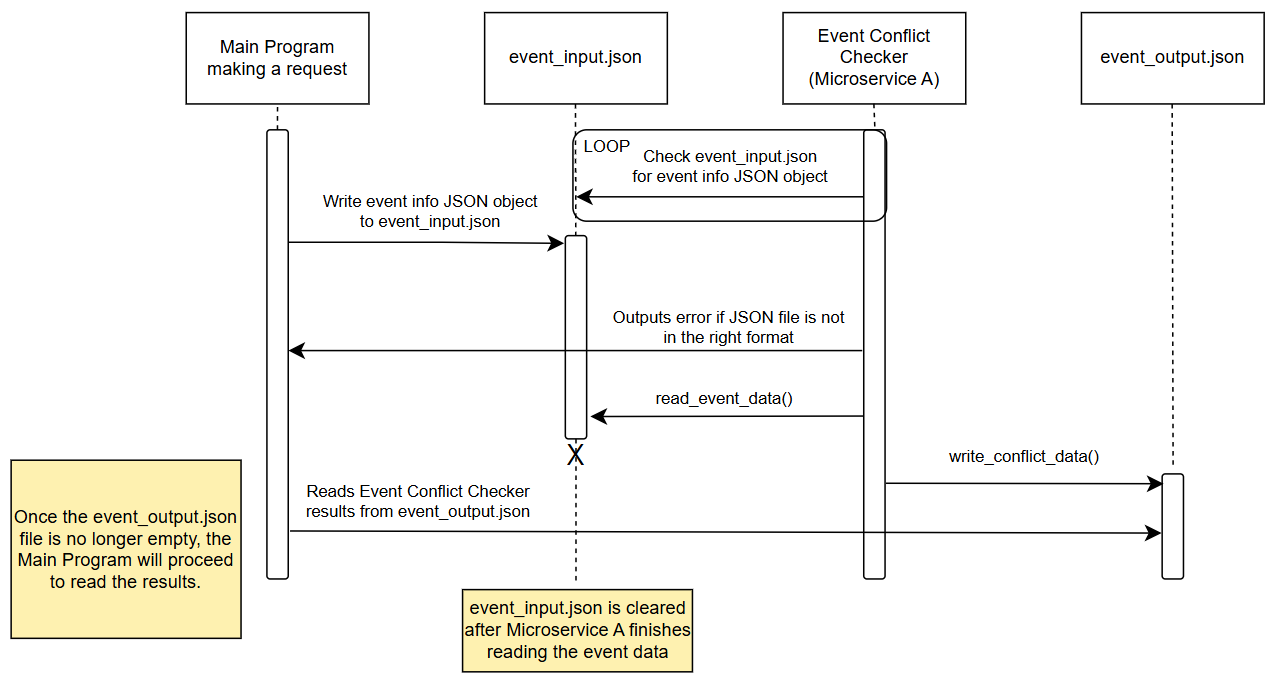 Main Program
making a request
event_input.json
Event Conflict
Checker
(Microservice A)
event_output.json
LOOP
Check event_input.json
for event info JSON object
Write event info JSON object
to event_input.json
Outputs error if JSON file is not
in the right format
read_event_data()
X
write_conflict_data()
Reads Event Conflict Checker
results from event_output.json
Once the event_output.json
file is no longer empty, the
Main Program will proceed
to read the results.
event_input.json is cleared
after Microservice A finishes
reading the event data